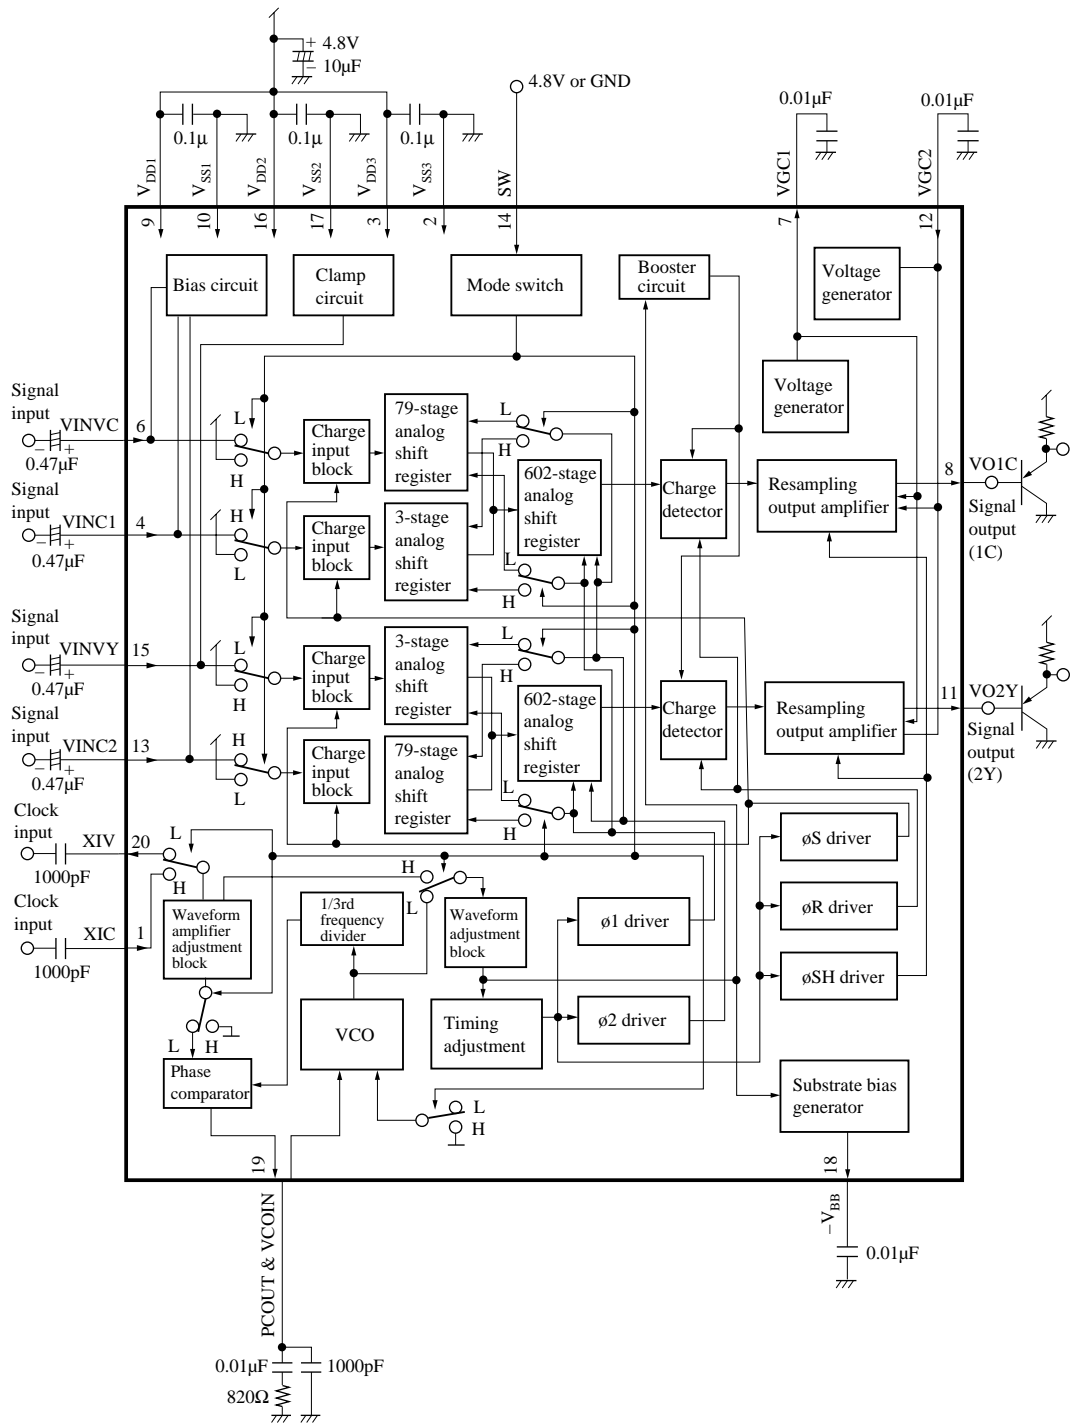 + 4.8V
− 10µF
4.8V or GND
0.01µF
0.01µF
0.1µ
0.1µ
0.1µ
VDD1
VSS1
VDD2
VSS2
VDD3
VSS3
SW
VGC1
VGC2
9
10
16
17
3
2
14
7
12
Bias circuit
Clamp
circuit
Mode switch
Booster
circuit
Voltage
generator
Voltage
generator
Signal
input
VINVC
6
− +
0.47µF
L
H
Charge
input
block
79-stage
analog
shift
register
L
H
602-stage
analog
shift
register
Charge
detector
Resampling
output amplifier
8
VO1C
Signal
output
(1C)
Signal
input
VINC1
4
− +
0.47µF
H
L
Charge
input
block
3-stage
analog
shift
register
L
H
Signal
input
VINVY
15
− +
0.47µF
L
H
Charge
input
block
3-stage
analog
shift
register
L
H
602-stage
analog
shift
register
Charge
detector
Resampling
output amplifier
11
VO2Y
Signal
output
(2Y)
Signal
input
VINC2
13
− +
0.47µF
H
L
Charge
input
block
79-stage
analog
shift
register
L
H
Clock
input
XIV
20
1000pF
L
H
Clock
input
XIC
1
1000pF
Waveform
amplifier
adjustment
block
1/3rd
frequency
divider
H
L
Waveform
adjustment
block
ø1 driver
øS driver
øR driver
øSH driver
L
H
VCO
Timing
adjustment
ø2 driver
Phase
comparator
L
H
Substrate bias
generator
19
18
PCOUT & VCOIN
−VBB
0.01µF
0.01µF
1000pF
820Ω